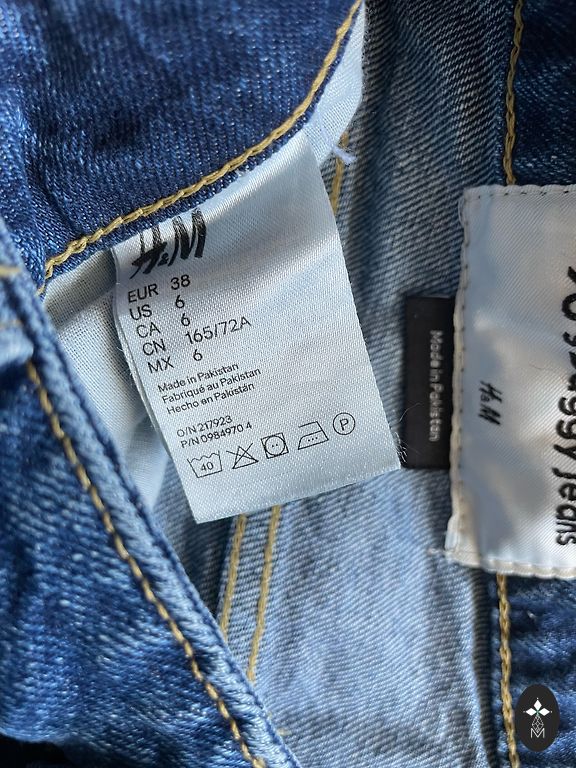 H&M
EUR 38
US 6
CA 6
CN 165/72A
MX 6
Made in Pakistan
Fabriqué au Pakistan
Hecho en Pakistán
O/N 217923
P/N 0984970 4
40
P
Made in Pakistan
Baggy Jeans
H&M
M